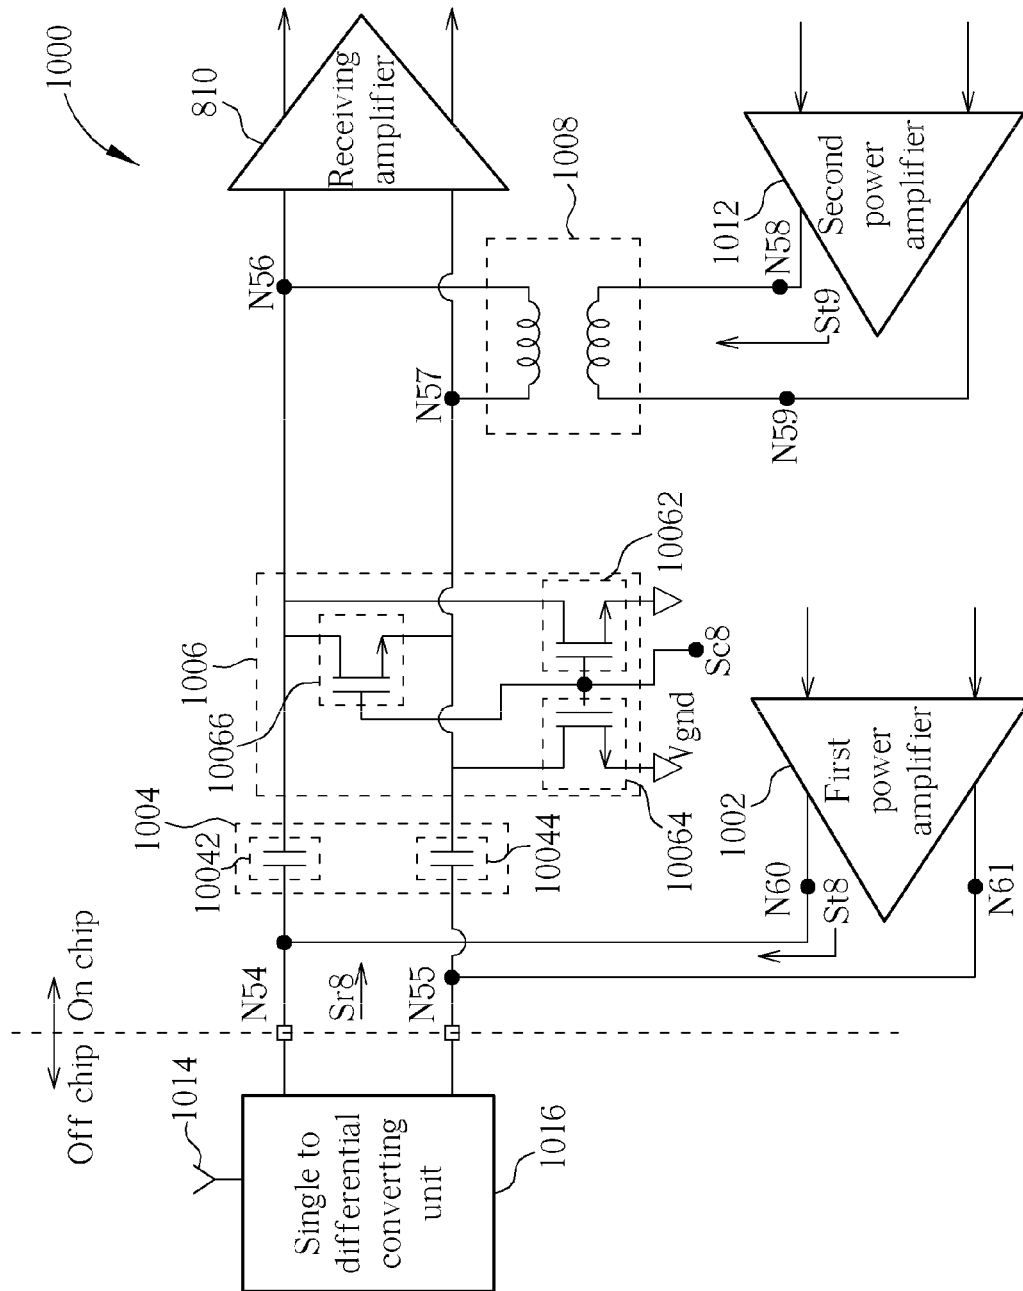 1000
Off chip
On chip
1014
Single to
differential
converting
unit
1016
N54
Sr8
N55
1004
10042
10044
1006
10066
10064
10062
Vgnd
Sc8
N56
N57
810
Receiving
amplifier
1008
N60
St8
N61
1002
First
power
amplifier
N58
St9
N59
1012
Second
power
amplifier